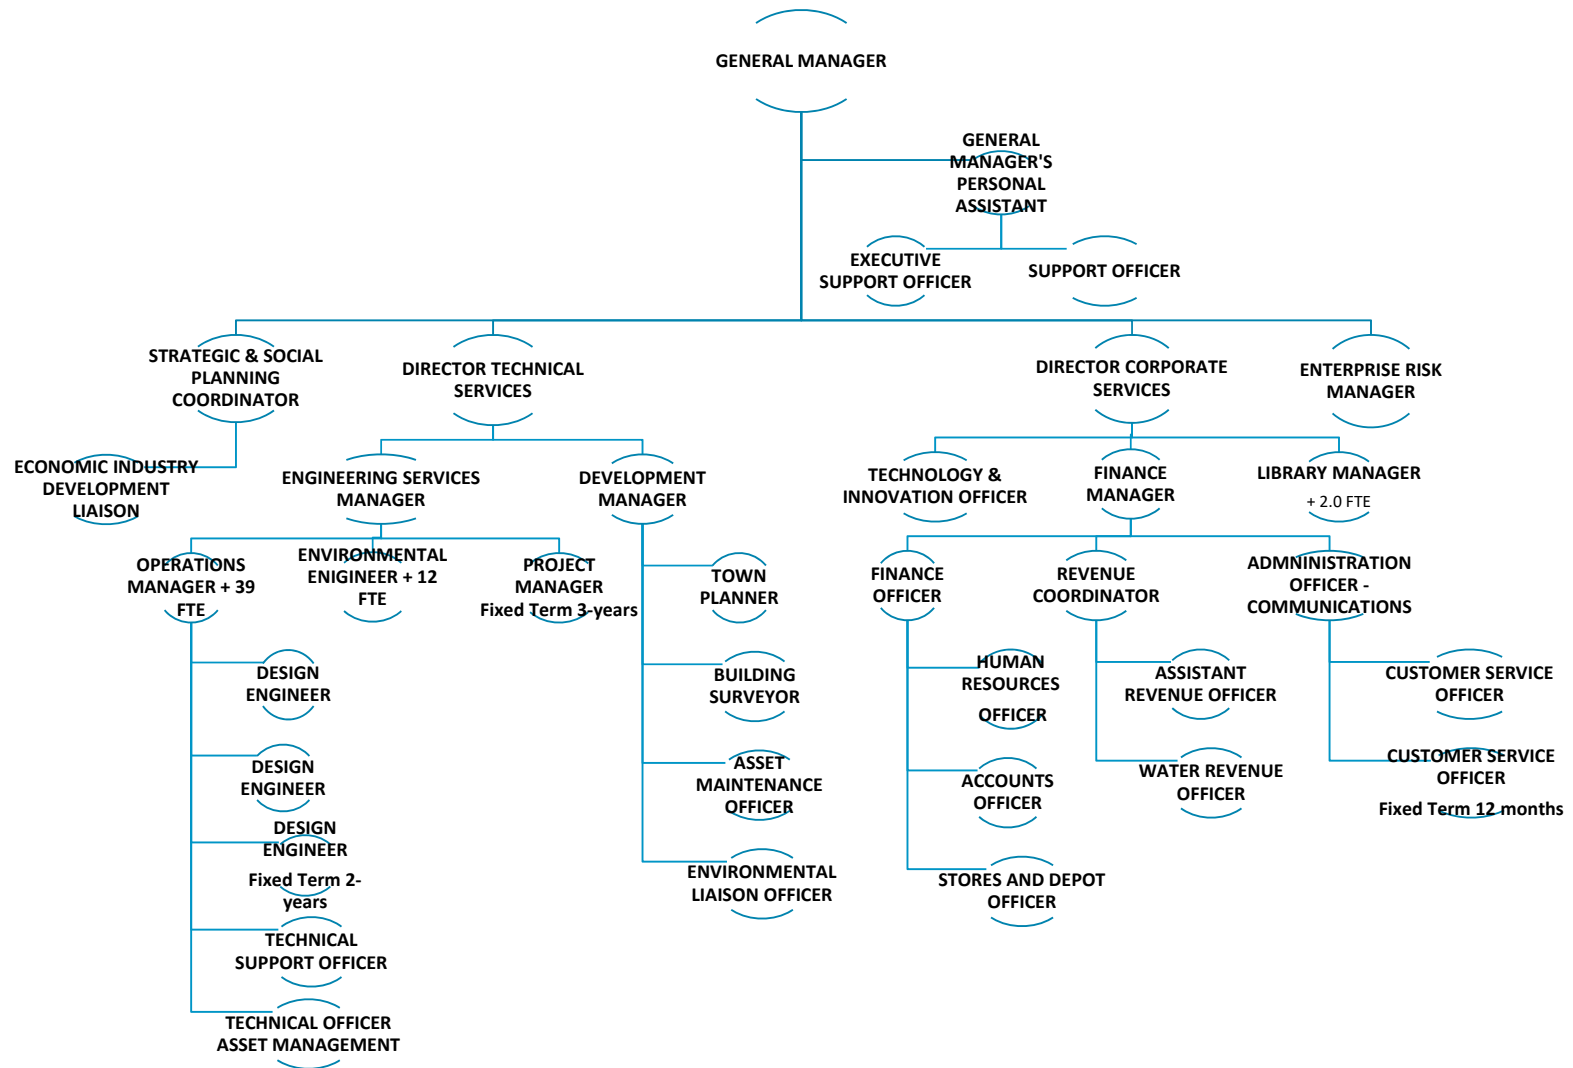 GENERAL MANAGER
GENERAL
MANAGER'S
PERSONAL
ASSISTANT
EXECUTIVE
SUPPORT OFFICER
SUPPORT OFFICER
STRATEGIC & SOCIAL
PLANNING
COORDINATOR
DIRECTOR TECHNICAL
SERVICES
DIRECTOR CORPORATE
SERVICES
ENTERPRISE RISK
MANAGER
ECONOMIC INDUSTRY
DEVELOPMENT
LIAISON
ENGINEERING SERVICES
MANAGER
DEVELOPMENT
MANAGER
TECHNOLOGY &
INNOVATION OFFICER
FINANCE
MANAGER
LIBRARY MANAGER
+ 2.0 FTE
OPERATIONS
MANAGER + 39
FTE
ENVIRONMENTAL
ENIGINEER + 12
FTE
PROJECT
MANAGER
Fixed Term 3-years
TOWN
PLANNER
BUILDING
SURVEYOR
ASSET
MAINTENANCE
OFFICER
ENVIRONMENTAL
LIAISON OFFICER
FINANCE
OFFICER
REVENUE
COORDINATOR
ADMNINISTRATION
OFFICER -
COMMUNICATIONS
DESIGN
ENGINEER
DESIGN
ENGINEER
DESIGN
ENGINEER
Fixed Term 2-
years
TECHNICAL
SUPPORT OFFICER
TECHNICAL OFFICER
ASSET MANAGEMENT
HUMAN
RESOURCES
OFFICER
ACCOUNTS
OFFICER
STORES AND DEPOT
OFFICER
ASSISTANT
REVENUE OFFICER
WATER REVENUE
OFFICER
CUSTOMER SERVICE
OFFICER
CUSTOMER SERVICE
OFFICER
Fixed Term 12 months